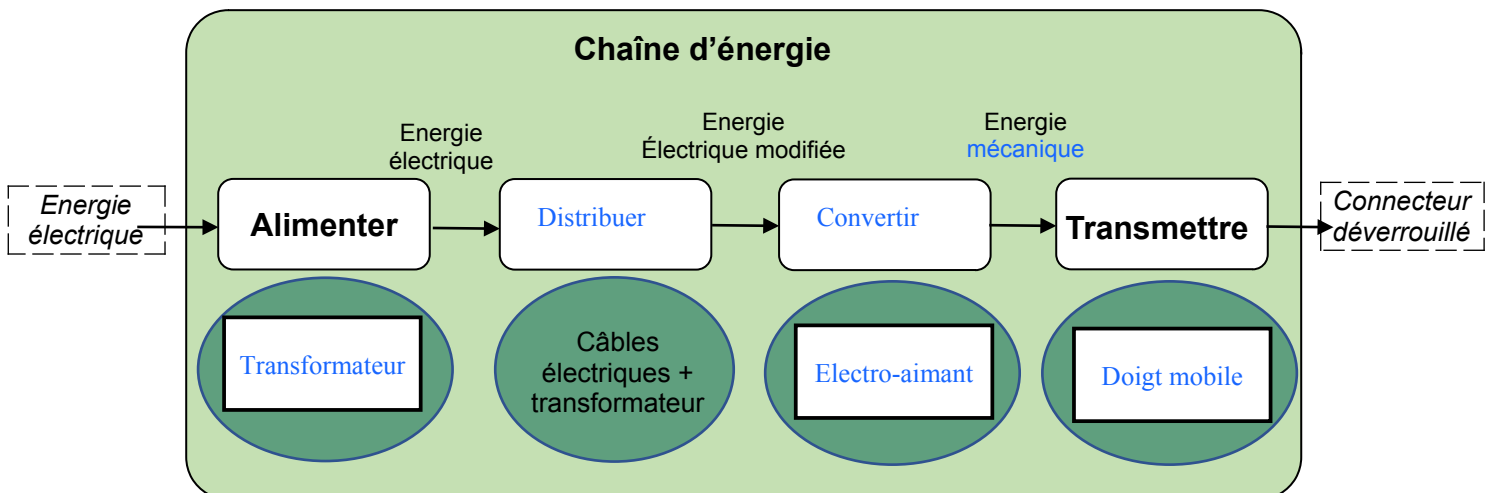 Chaîne d’énergie
Energie
électrique
Energie
Électrique modifiée
Energie
mécanique
Energie
électrique
Alimenter
Distribuer
Convertir
Transmettre
Connecteur
déverrouillé
Transformateur
Câbles
électriques +
transformateur
Electro-aimant
Doigt mobile